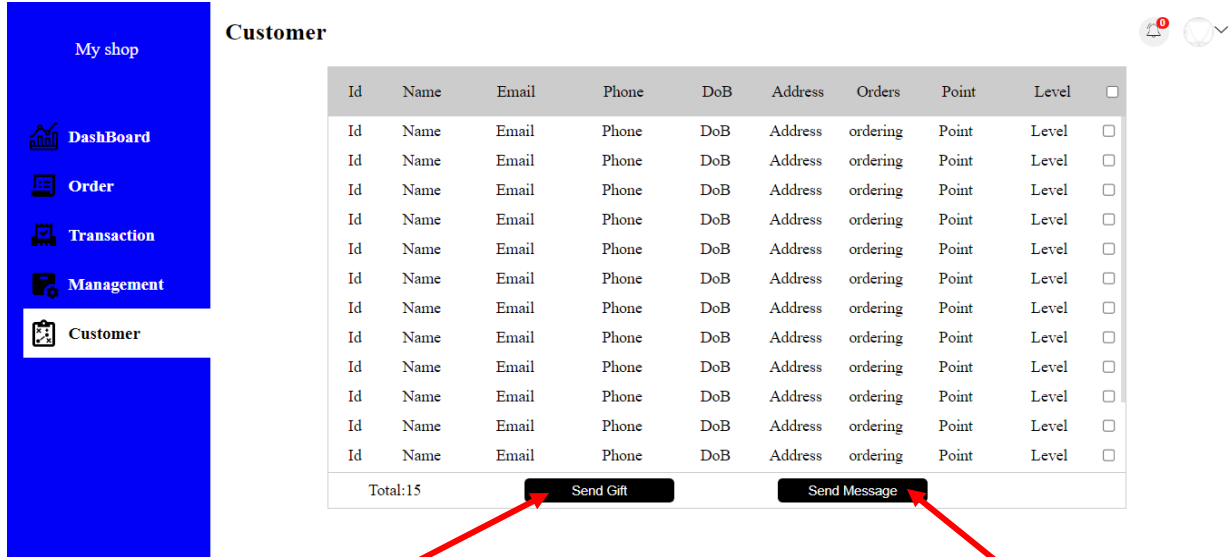 My shop
Customer
0
DashBoard
Order
Transaction
Management
Customer
Id Name Email Phone DoB Address Orders Point Level
Id Name Email Phone DoB Address ordering Point Level
Id Name Email Phone DoB Address ordering Point Level
Id Name Email Phone DoB Address ordering Point Level
Id Name Email Phone DoB Address ordering Point Level
Id Name Email Phone DoB Address ordering Point Level
Id Name Email Phone DoB Address ordering Point Level
Id Name Email Phone DoB Address ordering Point Level
Id Name Email Phone DoB Address ordering Point Level
Id Name Email Phone DoB Address ordering Point Level
Id Name Email Phone DoB Address ordering Point Level
Id Name Email Phone DoB Address ordering Point Level
Id Name Email Phone DoB Address ordering Point Level
Total:15 Send Gift Send Message